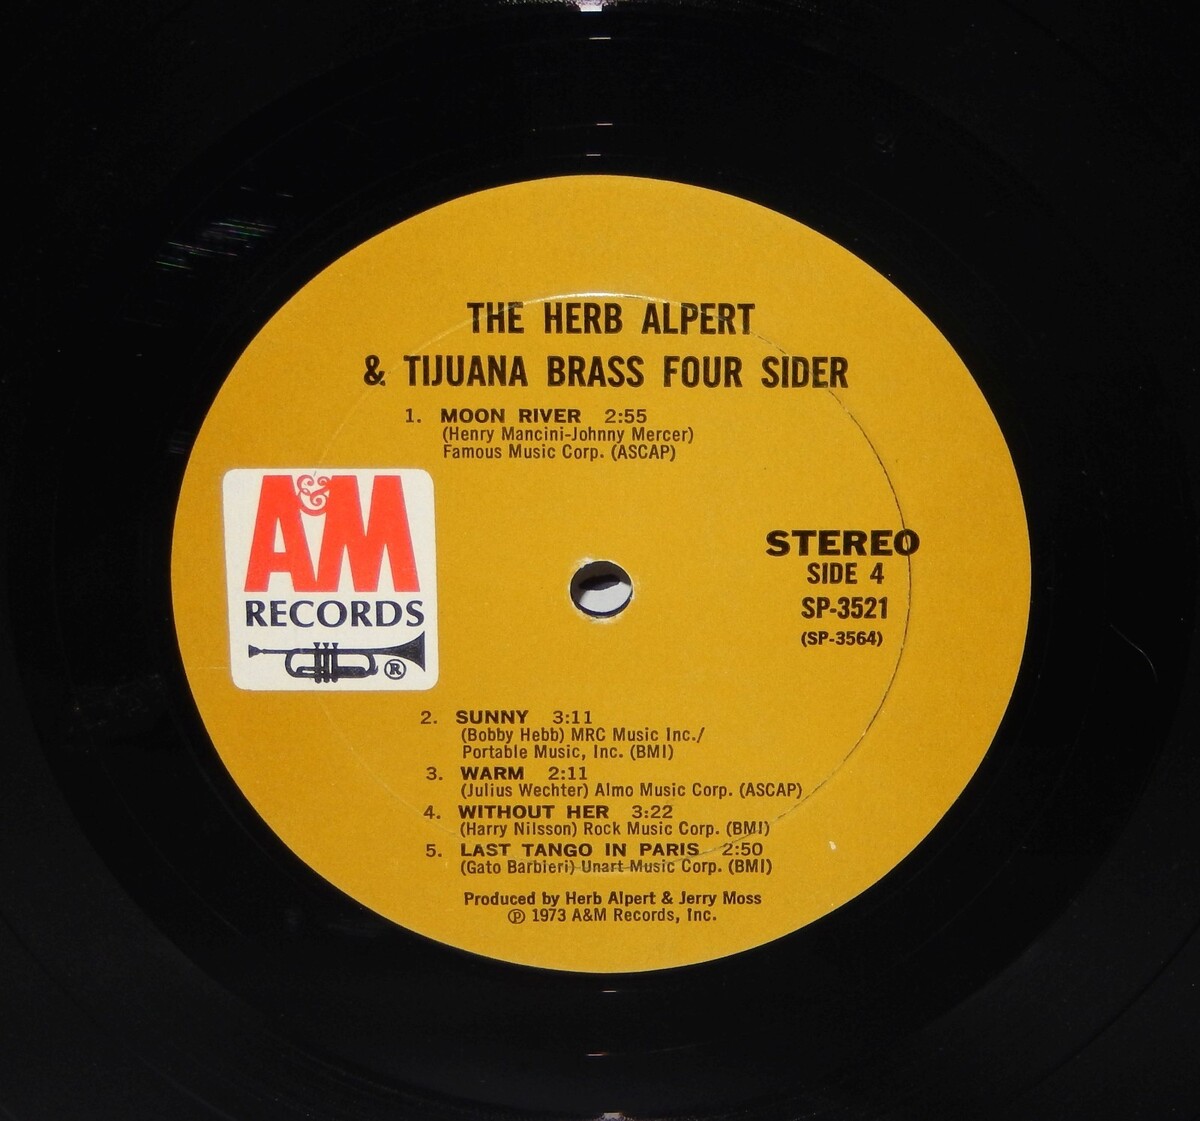 THE HERB ALPERT
& TIJUANA BRASS FOUR SIDER
1. MOON RIVER 2:55
(Henry Mancini-Johnny Mercer)
Famous Music Corp. (ASCAP)
A&M
RECORDS
®
STEREO
SIDE 4
SP-3521
(SP-3564)
2. SUNNY 3:11
(Bobby Hebb) MRC Music Inc./
Portable Music, Inc. (BMI)
3. WARM 2:11
(Julius Wechter) Almo Music Corp. (ASCAP)
4. WITHOUT HER 3:22
(Harry Nilsson) Rock Music Corp. (BMI)
5. LAST TANGO IN PARIS 2:50
(Gato Barbieri) Unart Music Corp. (BMI)
Produced by Herb Alpert & Jerry Moss
℗ 1973 A&M Records, Inc.